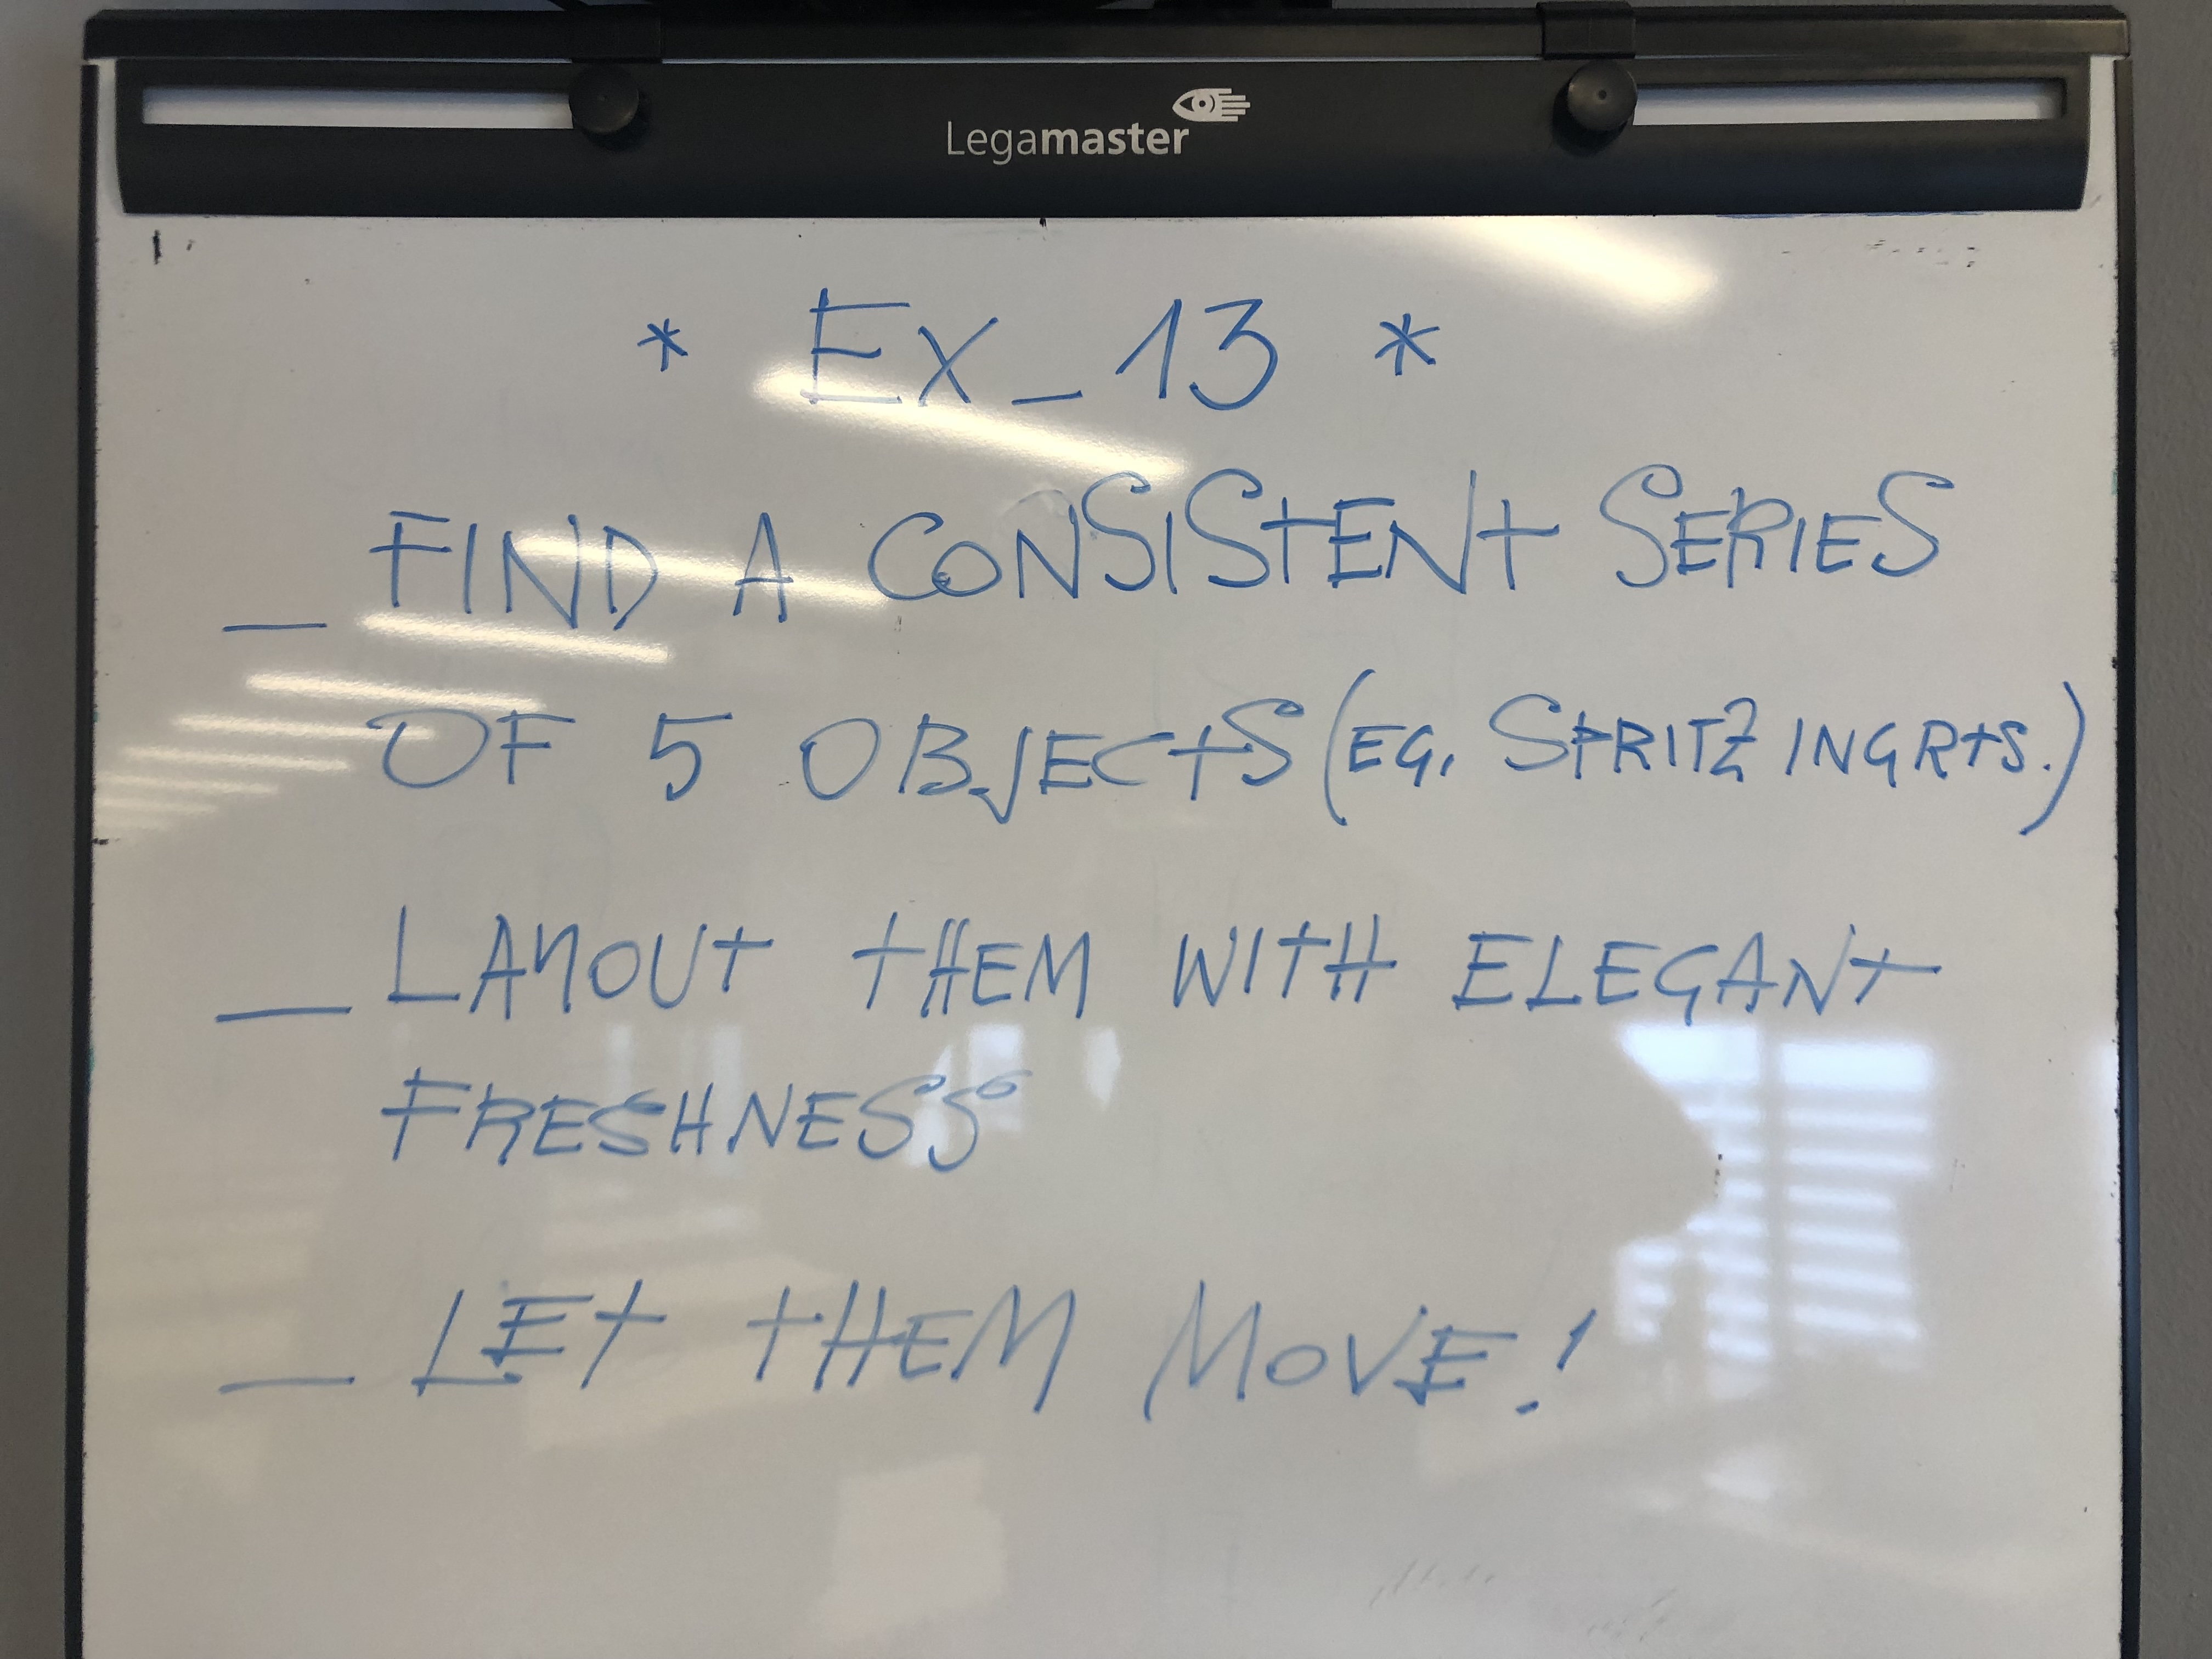 Legamaster
* Ex_13 *
_ FIND A CONSISTENT SERIES
OF 5 OBJECTS (EG. SPRITZ INGRTS.)
_ LAYOUT THEM WITH ELEGANT
FRESHNESS
_ LET THEM MOVE!